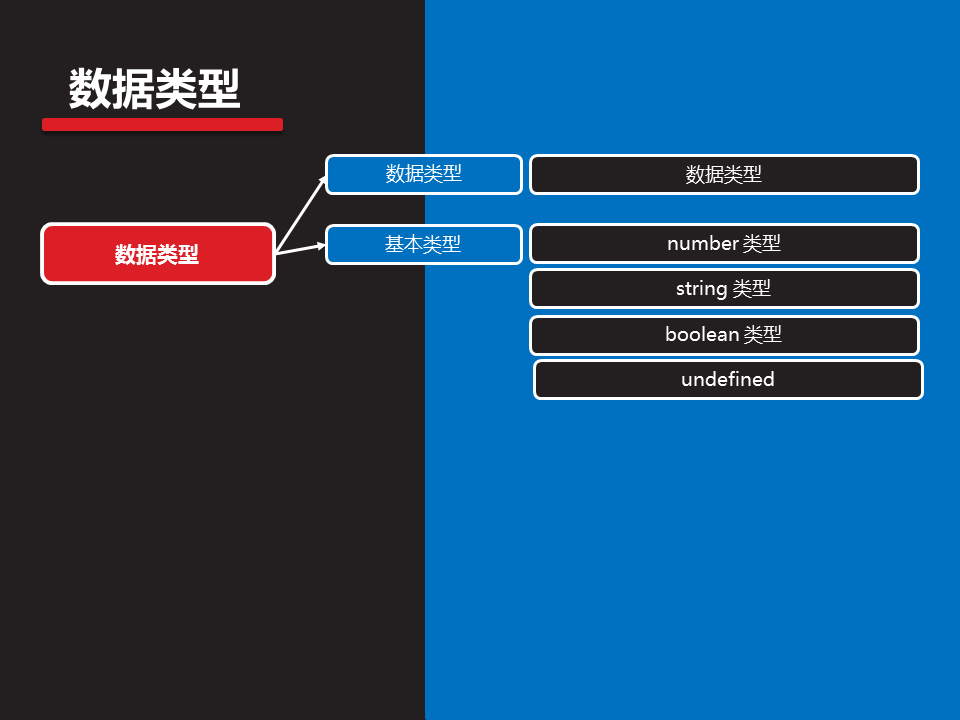 数据类型
数据类型
数据类型
数据类型
基本类型
number 类型
string 类型
boolean 类型
undefined